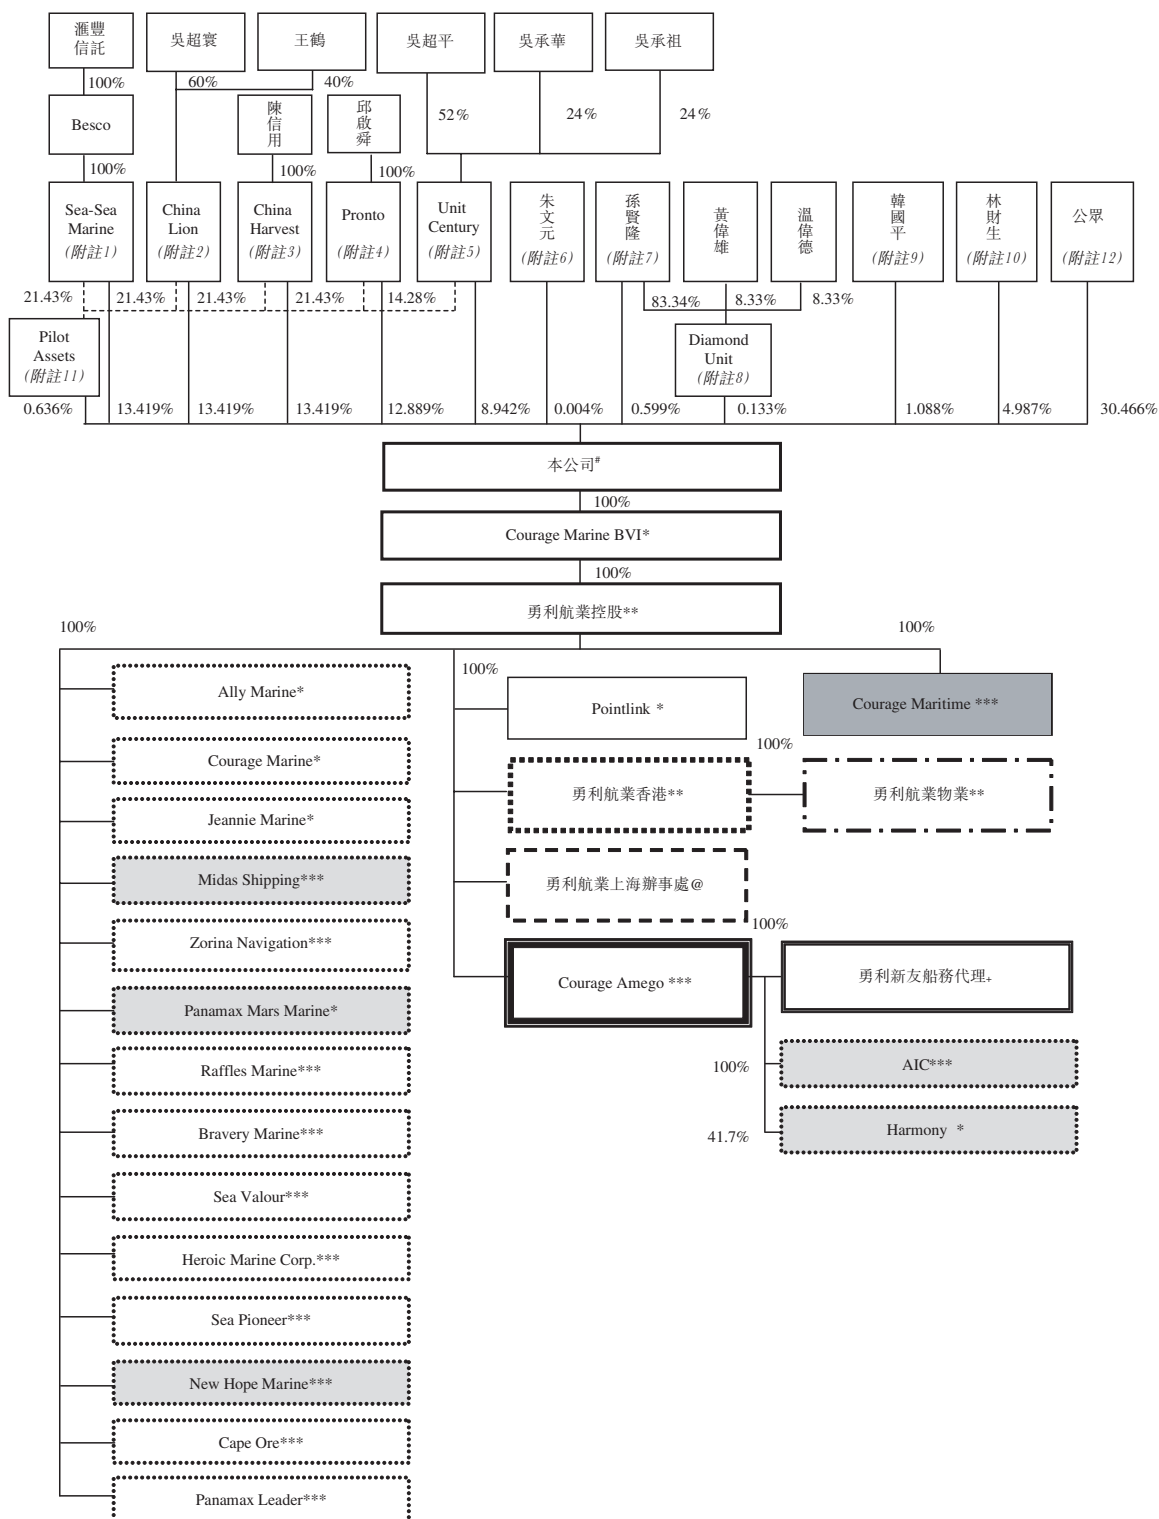 滙豐
信託
吳超寰
王鶴
吳超平
吳承華
吳承祖
100%
60%
40%
52%
24%
24%
Besco
陳信用
邱啟舜
100%
100%
100%
Sea-Sea
Marine
(附註1)
China
Lion
(附註2)
China
Harvest
(附註3)
Pronto
(附註4)
Unit
Century
(附註5)
朱文元
(附註6)
孫賢隆
(附註7)
黃偉雄
溫偉德
韓國平
(附註9)
林財生
(附註10)
公眾
(附註12)
21.43%
21.43%
21.43%
21.43%
14.28%
83.34%
8.33%
8.33%
Pilot
Assets
(附註11)
Diamond
Unit
(附註8)
0.636%
13.419%
13.419%
13.419%
12.889%
8.942%
0.004%
0.599%
0.133%
1.088%
4.987%
30.466%
本公司#
100%
Courage Marine BVI*
100%
勇利航業控股**
100%
100%
100%
Ally Marine*
Courage Marine*
Jeannie Marine*
Midas Shipping***
Zorina Navigation***
Panamax Mars Marine*
Raffles Marine***
Bravery Marine***
Sea Valour***
Heroic Marine Corp.***
Sea Pioneer***
New Hope Marine***
Cape Ore***
Panamax Leader***
Pointlink *
Courage Maritime ***
100%
勇利航業香港**
勇利航業物業**
勇利航業上海辦事處@
100%
Courage Amego ***
勇利新友船務代理+
100%
AIC***
41.7%
Harmony *